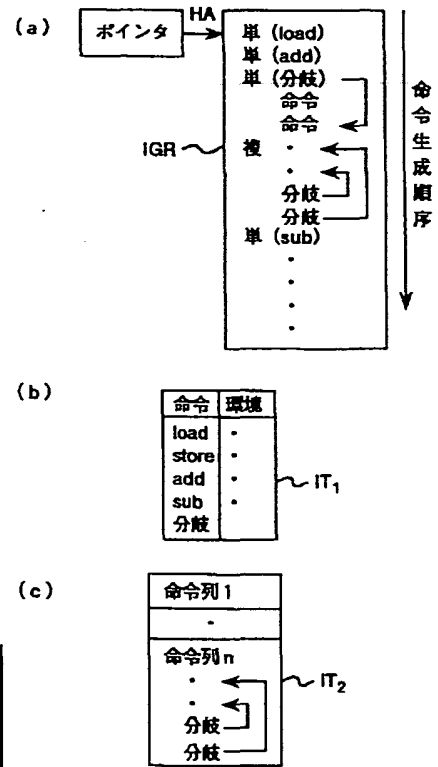 (a)
ポインタ
HA
単 (load)
単 (add)
単 (分岐)
命令
命令
複 ・
・
分岐
分岐
単 (sub)
・
・
・
・
IGR
命令生成順序
(b)
命令 環境
load ・
store ・
add ・
sub ・
分岐
IT1
(c)
命令列1
・
命令列n
・
・
分岐
分岐
IT2